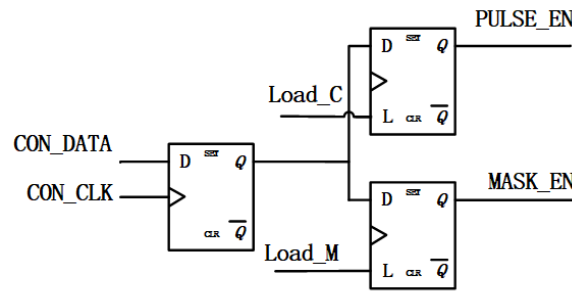 PULSE_EN
D SET Q
Load_C
L CLR Q
CON_DATA
D SET Q
CON_CLK
CLR Q
MASK_EN
D SET Q
Load_M
L CLR Q